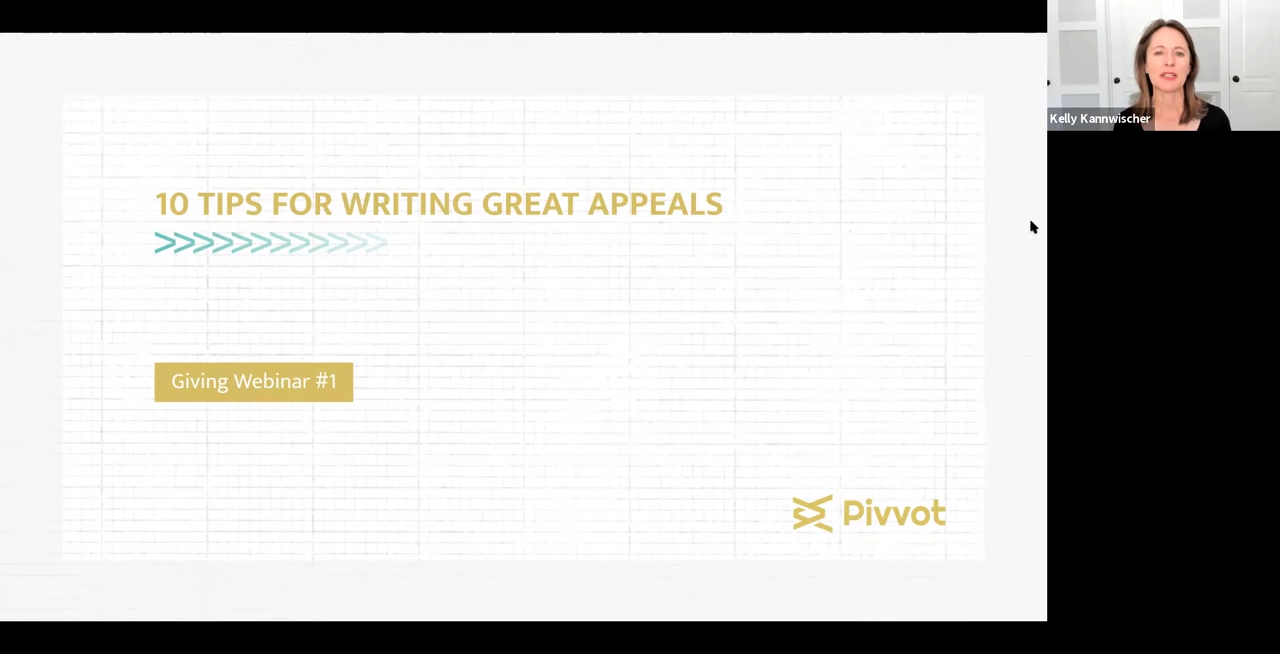 10 TIPS FOR WRITING GREAT APPEALS
Giving Webinar #1
Pivvot
Kelly Kannwischer